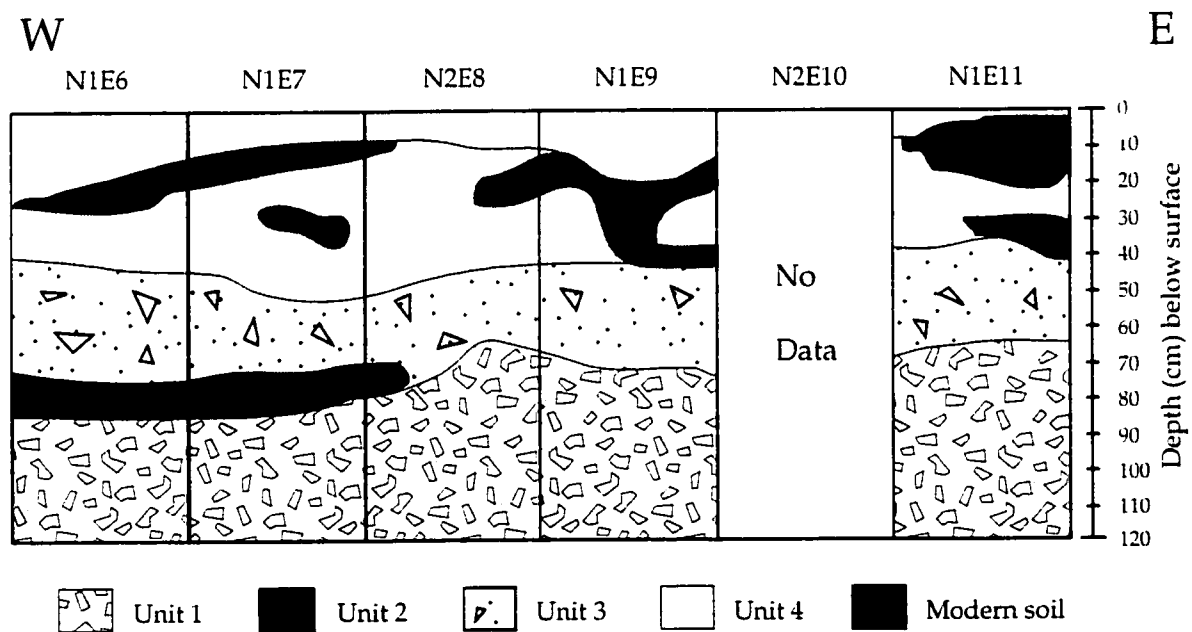 W
E
N1E6
N1E7
N2E8
N1E9
N2E10
N1E11
No
Data
0
10
20
30
40
50
60
70
80
90
100
110
120
Depth (cm) below surface
Unit 1
Unit 2
Unit 3
Unit 4
Modern soil